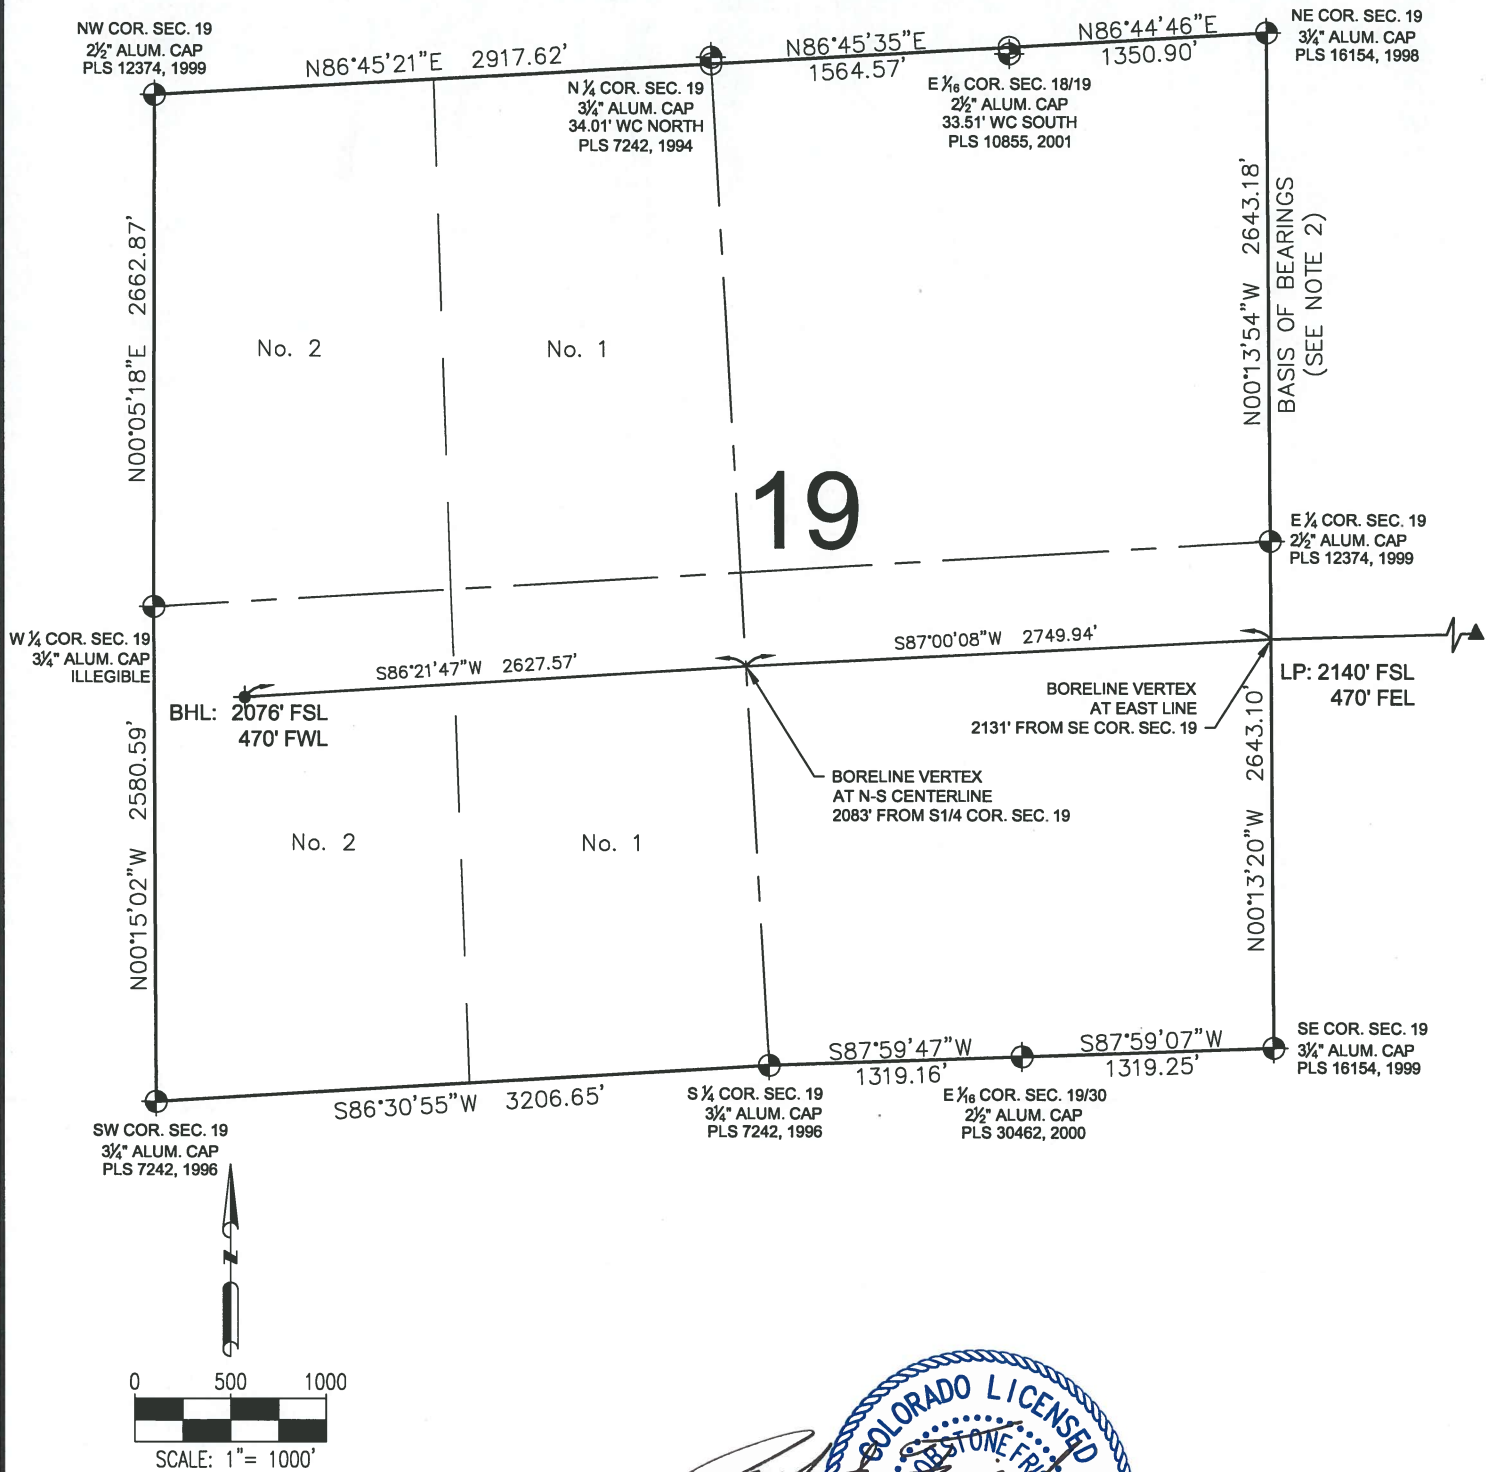 NW COR. SEC. 19
2½" ALUM. CAP
PLS 12374, 1999
N86°45'21"E 2917.62'
N ¼ COR. SEC. 19
3¼" ALUM. CAP
34.01' WC NORTH
PLS 7242, 1994
N86°45'35"E
1564.57'
E 1/16 COR. SEC. 18/19
2½" ALUM. CAP
33.51' WC SOUTH
PLS 10855, 2001
N86°44'46"E
1350.90'
NE COR. SEC. 19
3¼" ALUM. CAP
PLS 16154, 1998
N00°05'18"E 2662.87'
No. 2
No. 1
N00°13'54"W 2643.18'
BASIS OF BEARINGS
(SEE NOTE 2)
19
E ¼ COR. SEC. 19
2½" ALUM. CAP
PLS 12374, 1999
W ¼ COR. SEC. 19
3¼" ALUM. CAP
ILLEGIBLE
S86°21'47"W 2627.57'
S87°00'08"W 2749.94'
BHL: 2076' FSL
470' FWL
BORELINE VERTEX
AT EAST LINE
2131' FROM SE COR. SEC. 19
LP: 2140' FSL
470' FEL
BORELINE VERTEX
AT N-S CENTERLINE
2083' FROM S1/4 COR. SEC. 19
N00°15'02"W 2580.59'
No. 2
No. 1
N00°13'20"W 2643.10'
S86°30'55"W 3206.65'
SW COR. SEC. 19
3¼" ALUM. CAP
PLS 7242, 1996
S87°59'47"W
1319.16'
S ¼ COR. SEC. 19
3¼" ALUM. CAP
PLS 7242, 1996
S87°59'07"W
1319.25'
E 1/16 COR. SEC. 19/30
2½" ALUM. CAP
PLS 30462, 2000
SE COR. SEC. 19
3¼" ALUM. CAP
PLS 16154, 1999
N
0 500 1000
SCALE: 1"= 1000'
COLORADO LICENSED